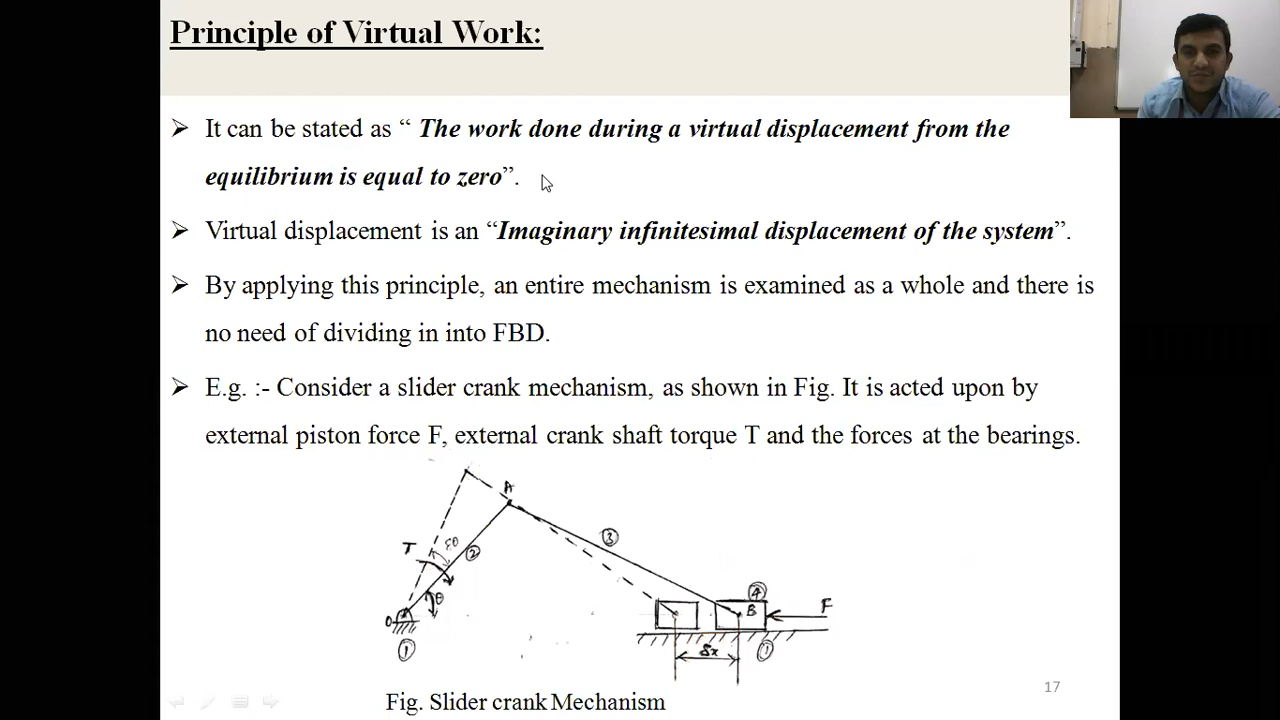 Principle of Virtual Work:
➢ It can be stated as “ The work done during a virtual displacement from the
equilibrium is equal to zero”.
➢ Virtual displacement is an “Imaginary infinitesimal displacement of the system”.
➢ By applying this principle, an entire mechanism is examined as a whole and there is
no need of dividing in into FBD.
➢ E.g. :- Consider a slider crank mechanism, as shown in Fig. It is acted upon by
external piston force F, external crank shaft torque T and the forces at the bearings.
A
T
δθ
②
③
θ
④
B
F
O
①
δx
①
17
Fig. Slider crank Mechanism